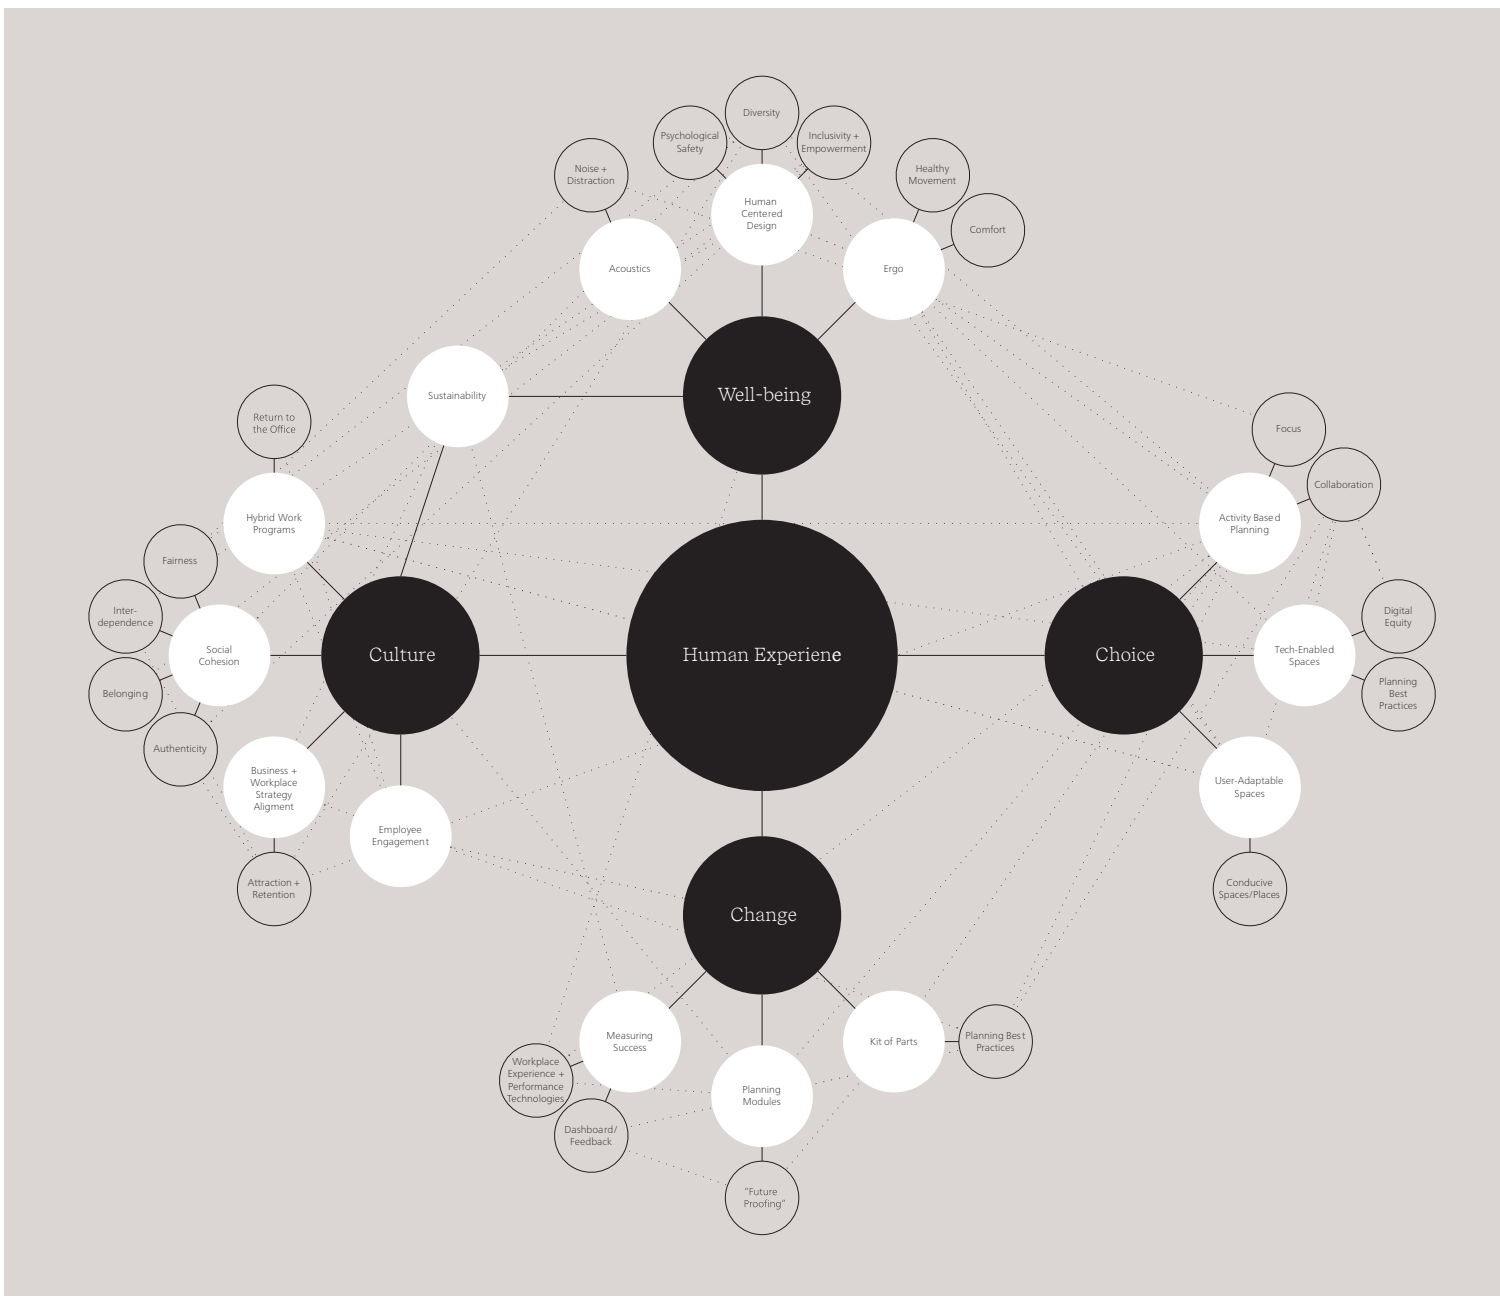 Diversity
Psychological
Safety
Inclusivity +
Empowerment
Noise +
Distraction
Healthy
Movement
Human
Centered
Design
Comfort
Acoustics
Ergo
Sustainability
Well-being
Return to
the Office
Focus
Collaboration
Hybrid Work
Programs
Activity Based
Planning
Fairness
Inter-
dependence
Digital
Equity
Social
Cohesion
Culture
Human Experiene
Choice
Tech-Enabled
Spaces
Belonging
Planning
Best
Practices
Authenticity
Business +
Workplace
Strategy
Aligment
User-Adaptable
Spaces
Employee
Engagement
Attraction +
Retention
Conducive
Spaces/Places
Change
Measuring
Success
Kit of Parts
Planning Best
Practices
Workplace
Experience +
Performance
Technologies
Planning
Modules
Dashboard/
Feedback
"Future
Proofing"